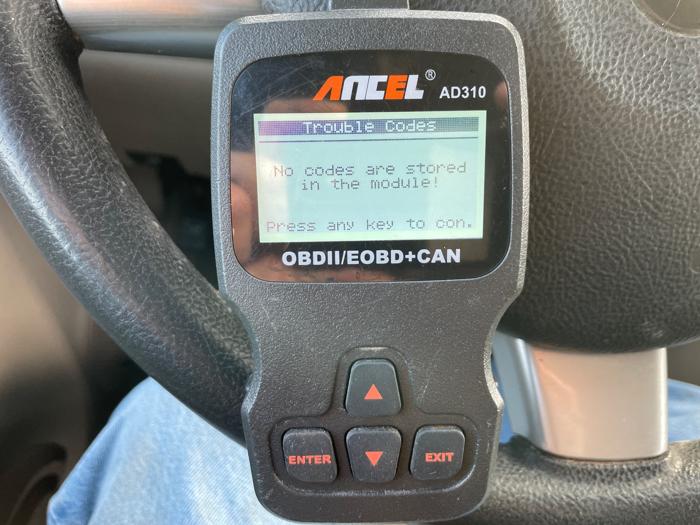 ANCEL® AD310
Trouble Codes
No codes are stored
in the module!
Press any key to con.
OBDII/EOBD+CAN
ENTER
EXIT